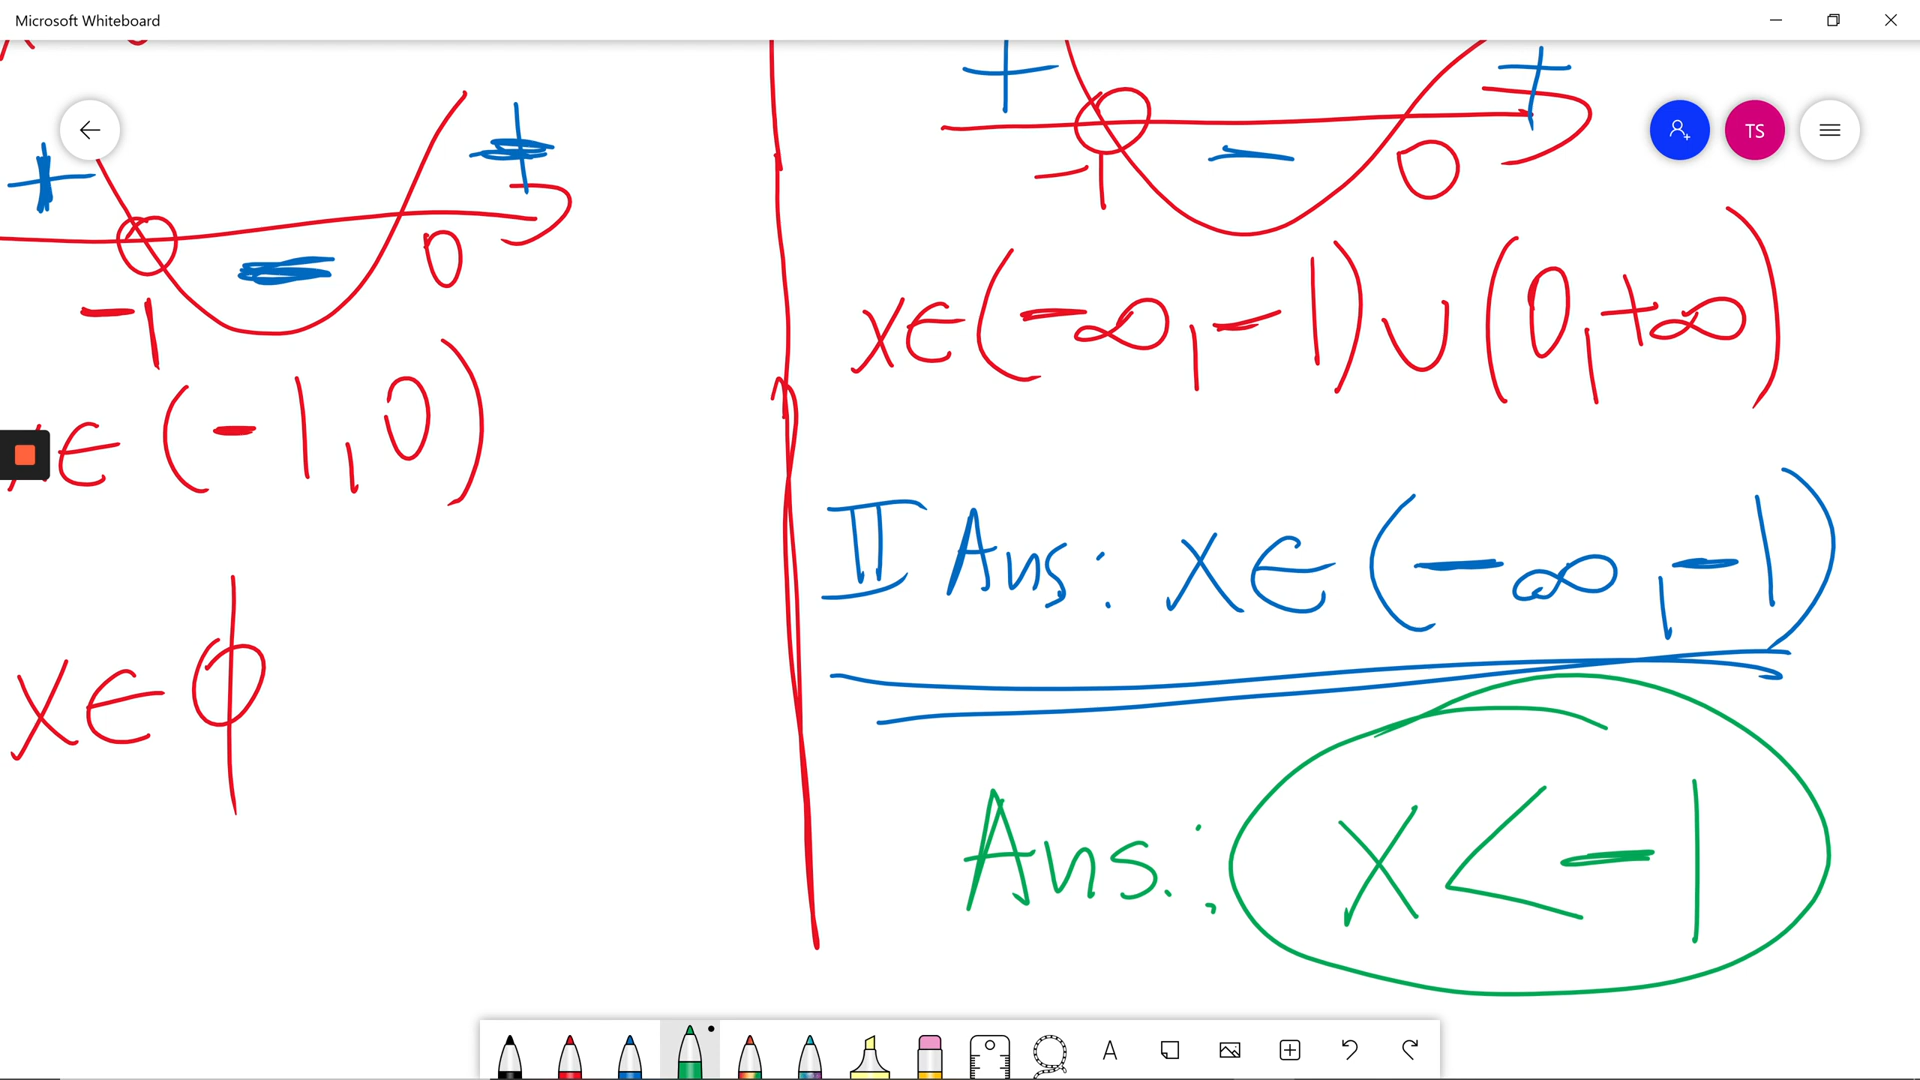 Microsoft Whiteboard
+ - +
-1 0
x∈(-1,0)
x∈ϕ
+ - +
-1 0
x∈(-∞,-1)∪(0,+∞)
II Ans: x∈(-∞,-1)
Ans.: x<-1
TS
A